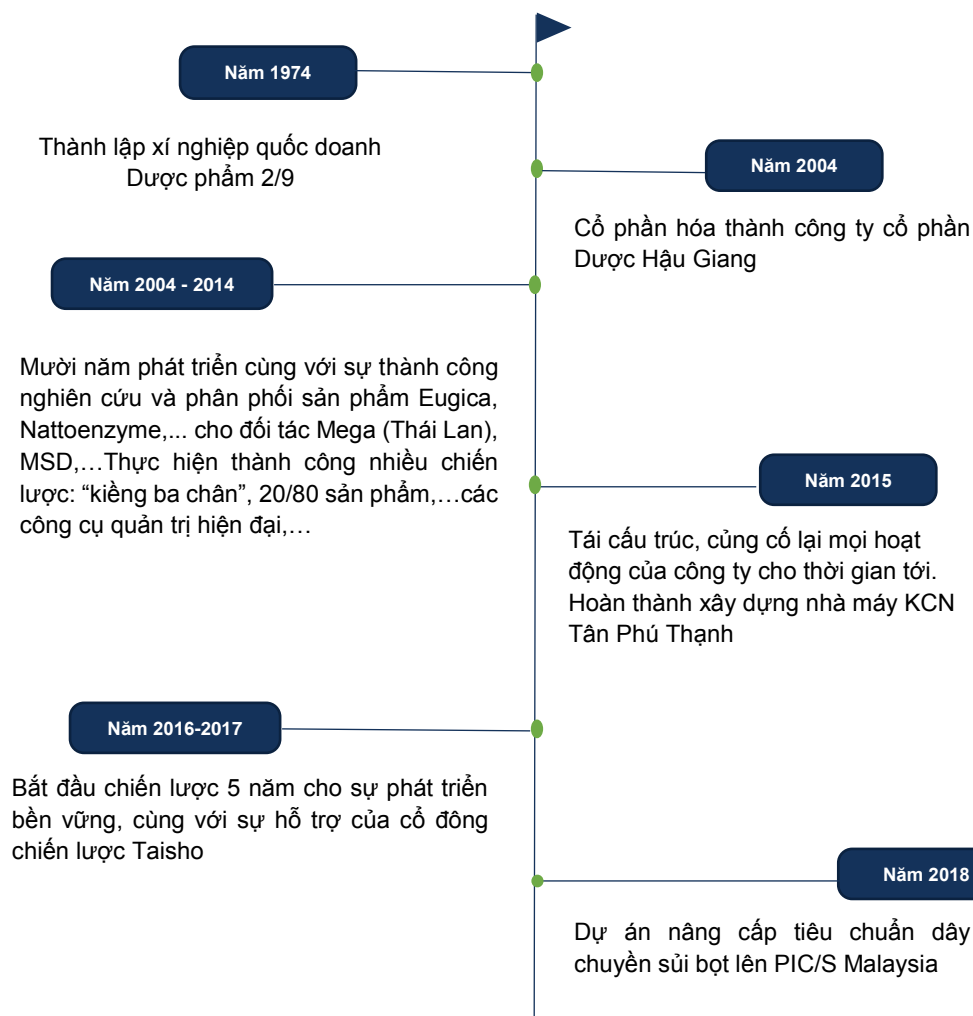 Năm 1974
Thành lập xí nghiệp quốc doanh
Dược phẩm 2/9
Năm 2004
Cổ phần hóa thành công ty cổ phần
Dược Hậu Giang
Năm 2004 - 2014
Mười năm phát triển cùng với sự thành công
nghiên cứu và phân phối sản phẩm Eugica,
Nattoenzyme,... cho đối tác Mega (Thái Lan),
MSD,…Thực hiện thành công nhiều chiến
lược: “kiềng ba chân”, 20/80 sản phẩm,…các
công cụ quản trị hiện đại,…
Năm 2015
Tái cấu trúc, củng cố lại mọi hoạt
động của công ty cho thời gian tới.
Hoàn thành xây dựng nhà máy KCN
Tân Phú Thạnh
Năm 2016-2017
Bắt đầu chiến lược 5 năm cho sự phát triển
bền vững, cùng với sự hỗ trợ của cổ đông
chiến lược Taisho
Năm 2018
Dự án nâng cấp tiêu chuẩn dây
chuyền sủi bọt lên PIC/S Malaysia